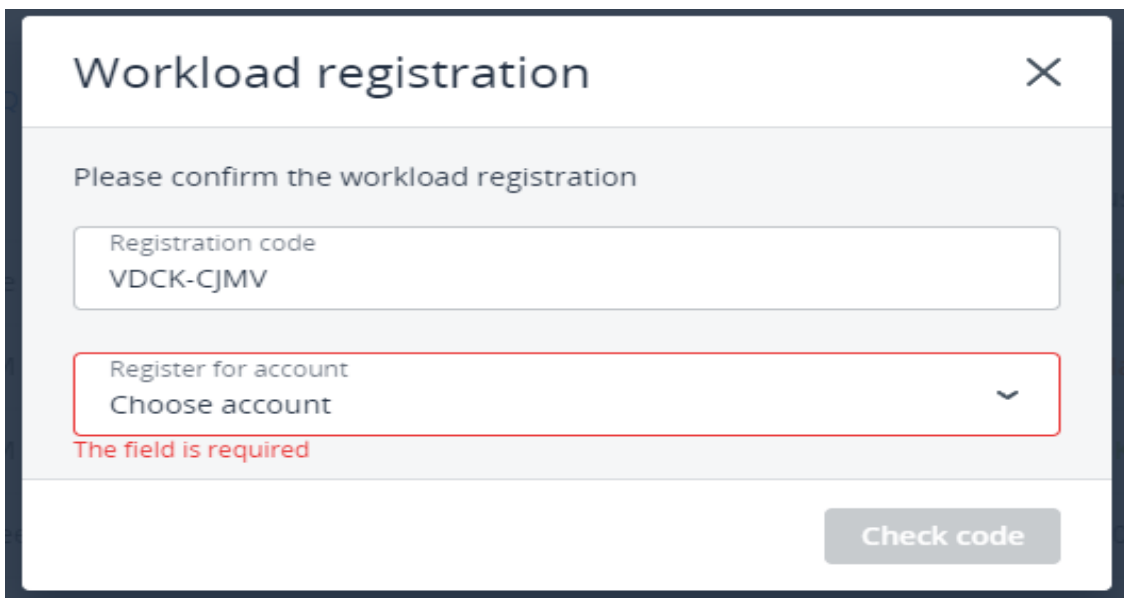 Workload registration
Please confirm the workload registration
Registration code
VDCK-CJMV
Register for account
Choose account
The field is required
Check code